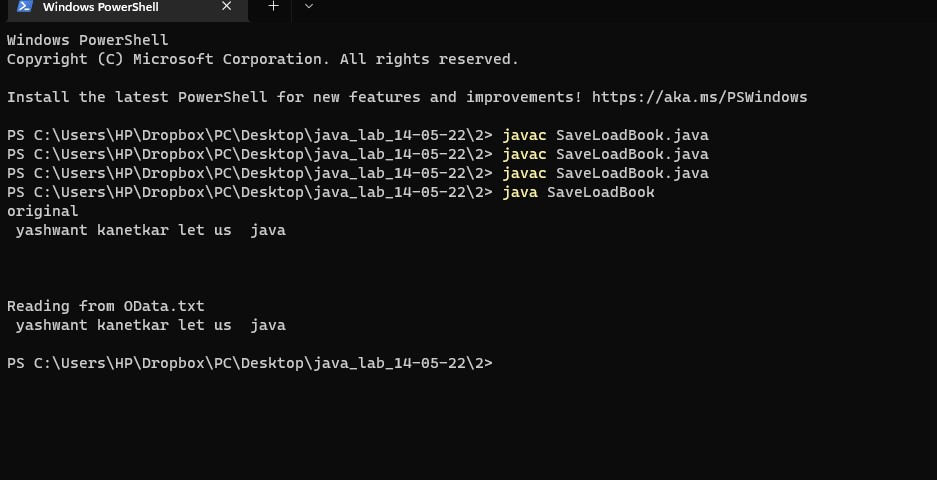 Windows PowerShell
Windows PowerShell
Copyright (C) Microsoft Corporation. All rights reserved.
Install the latest PowerShell for new features and improvements! https://aka.ms/PSWindows
PS C:\Users\HP\Dropbox\PC\Desktop\java_lab_14-05-22\2> javac SaveLoadBook.java
PS C:\Users\HP\Dropbox\PC\Desktop\java_lab_14-05-22\2> javac SaveLoadBook.java
PS C:\Users\HP\Dropbox\PC\Desktop\java_lab_14-05-22\2> javac SaveLoadBook.java
PS C:\Users\HP\Dropbox\PC\Desktop\java_lab_14-05-22\2> java SaveLoadBook
original
 yashwant kanetkar let us  java
Reading from OData.txt
 yashwant kanetkar let us  java
PS C:\Users\HP\Dropbox\PC\Desktop\java_lab_14-05-22\2>